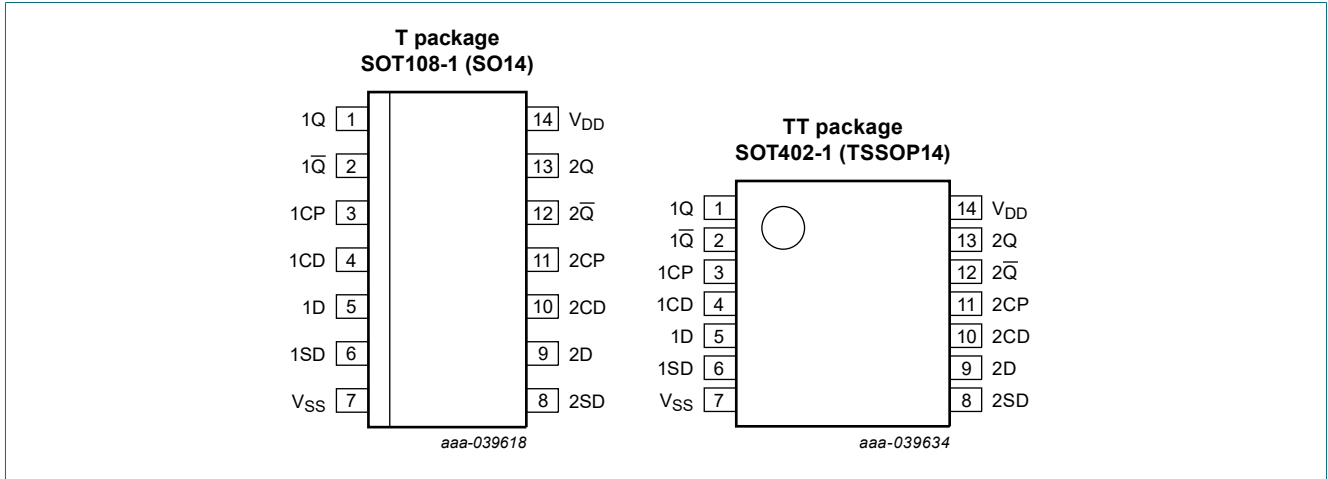 T package
SOT108-1 (SO14)
1Q 1 14 VDD
1Q̅ 2 13 2Q
1CP 3 12 2Q̅
1CD 4 11 2CP
1D 5 10 2CD
1SD 6 9 2D
VSS 7 8 2SD
aaa-039618
TT package
SOT402-1 (TSSOP14)
1Q 1 14 VDD
1Q̅ 2 13 2Q
1CP 3 12 2Q̅
1CD 4 11 2CP
1D 5 10 2CD
1SD 6 9 2D
VSS 7 8 2SD
aaa-039634